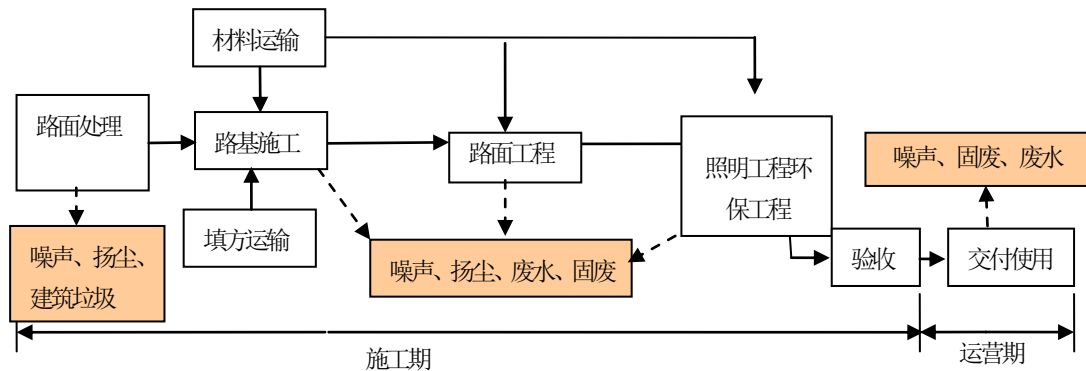 材料运输
路面处理
路基施工
路面工程
照明工程环
保工程
噪声、固废、废水
填方运输
噪声、扬尘、
建筑垃圾
噪声、扬尘、废水、固废
验收
交付使用
施工期
运营期